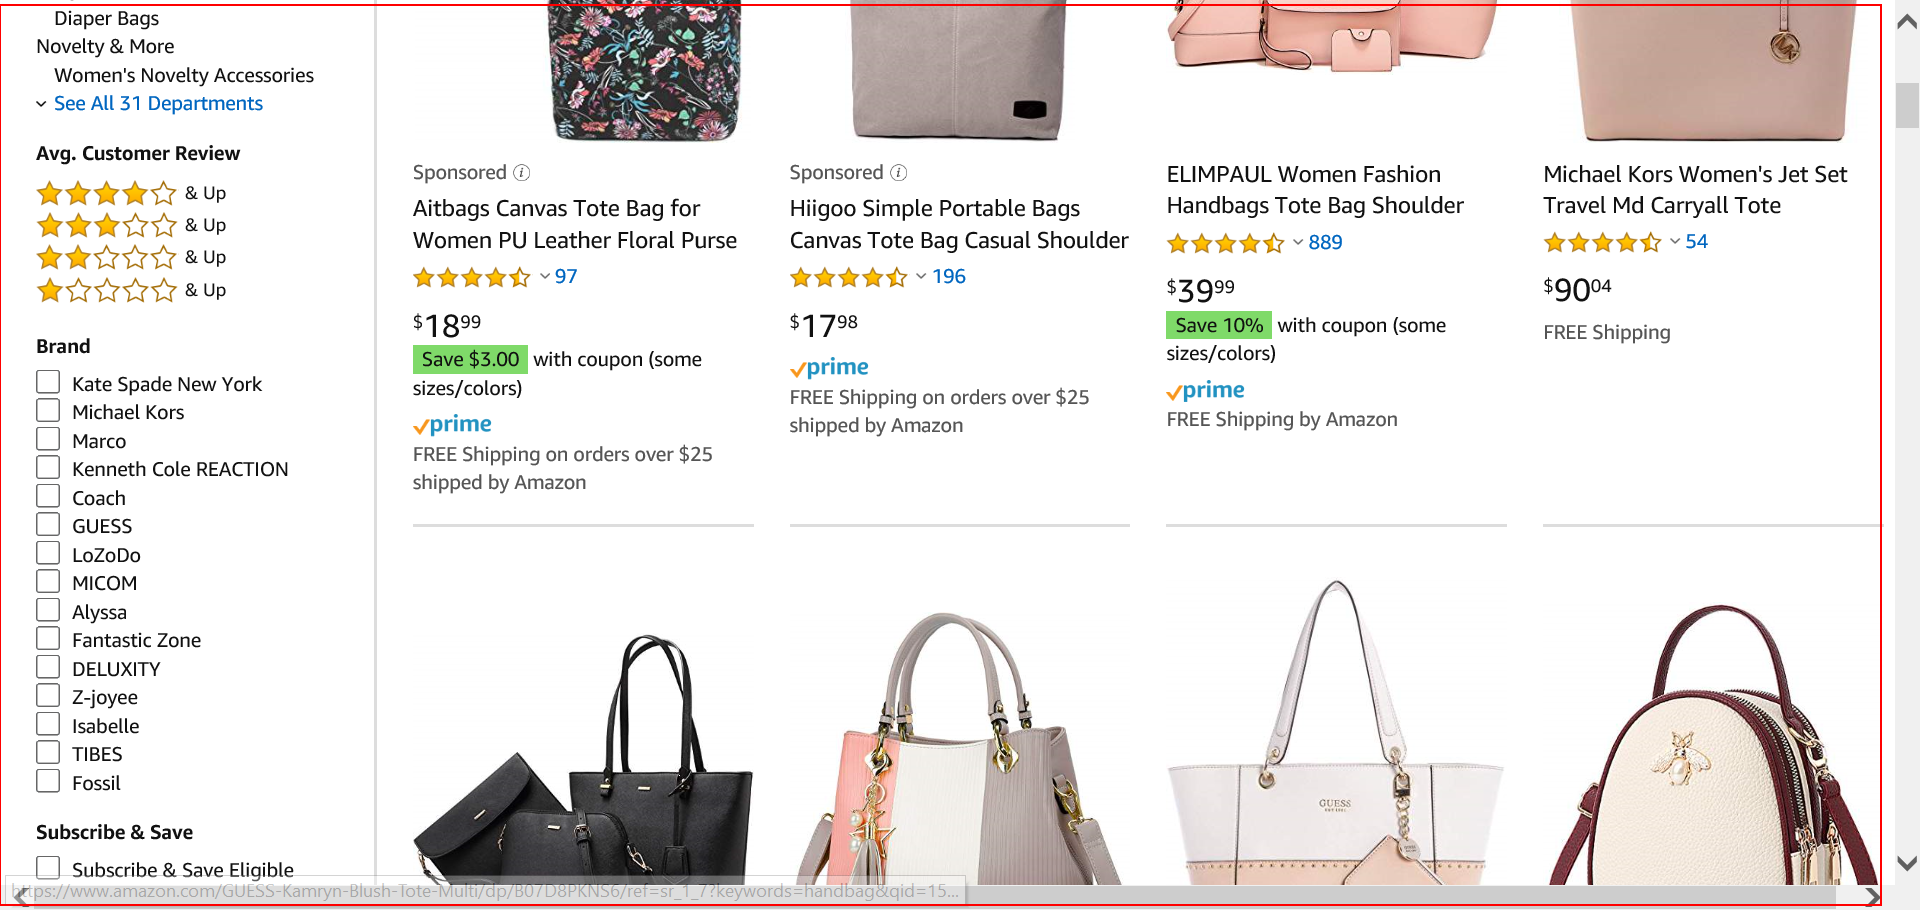 Diaper Bags
Novelty & More
Women's Novelty Accessories
See All 31 Departments
Avg. Customer Review
& Up
& Up
& Up
& Up
Brand
Kate Spade New York
Michael Kors
Marco
Kenneth Cole REACTION
Coach
GUESS
LoZoDo
MICOM
Alyssa
Fantastic Zone
DELUXITY
Z-joyee
Isabelle
TIBES
Fossil
Subscribe & Save
Subscribe & Save Eligible
Sponsored
Aitbags Canvas Tote Bag for
Women PU Leather Floral Purse
97
$18 99
Save $3.00 with coupon (some
sizes/colors)
prime
FREE Shipping on orders over $25
shipped by Amazon
Sponsored
Hiigoo Simple Portable Bags
Canvas Tote Bag Casual Shoulder
196
$17 98
prime
FREE Shipping on orders over $25
shipped by Amazon
ELIMPAUL Women Fashion
Handbags Tote Bag Shoulder
889
$39 99
Save 10% with coupon (some
sizes/colors)
prime
FREE Shipping by Amazon
Michael Kors Women's Jet Set
Travel Md Carryall Tote
54
$90 04
FREE Shipping
GUESS
https://www.amazon.com/GUESS-Kamryn-Blush-Tote-Multi/dp/B07D8PKNS6/ref=sr_1_7?keywords=handbag&qid=15...